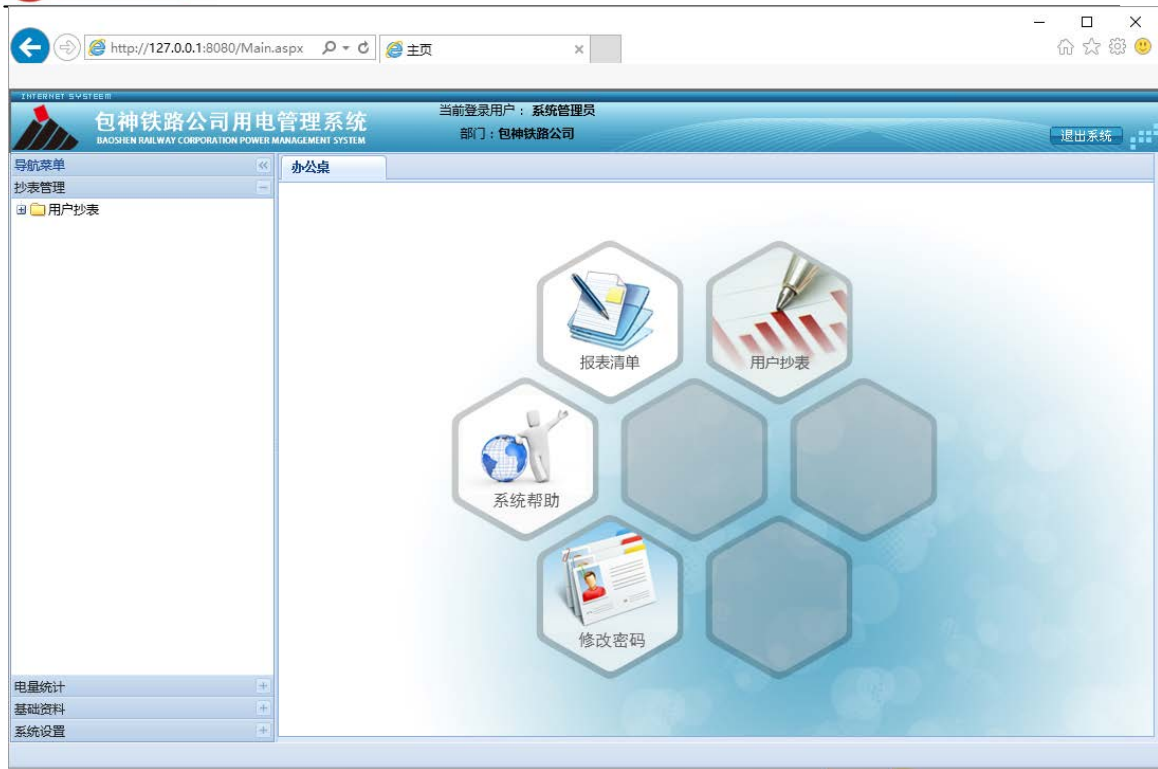 http://127.0.0.1:8080/Main.aspx
主页
INTERNET SYSTEEM
包神铁路公司用电管理系统
BAOSHEN RAILWAY CORPORATION POWER MANAGEMENT SYSTEM
当前登录用户： 系统管理员
部门：包神铁路公司
退出系统
导航菜单
办公桌
抄表管理
用户抄表
报表清单
用户抄表
系统帮助
修改密码
电量统计
基础资料
系统设置